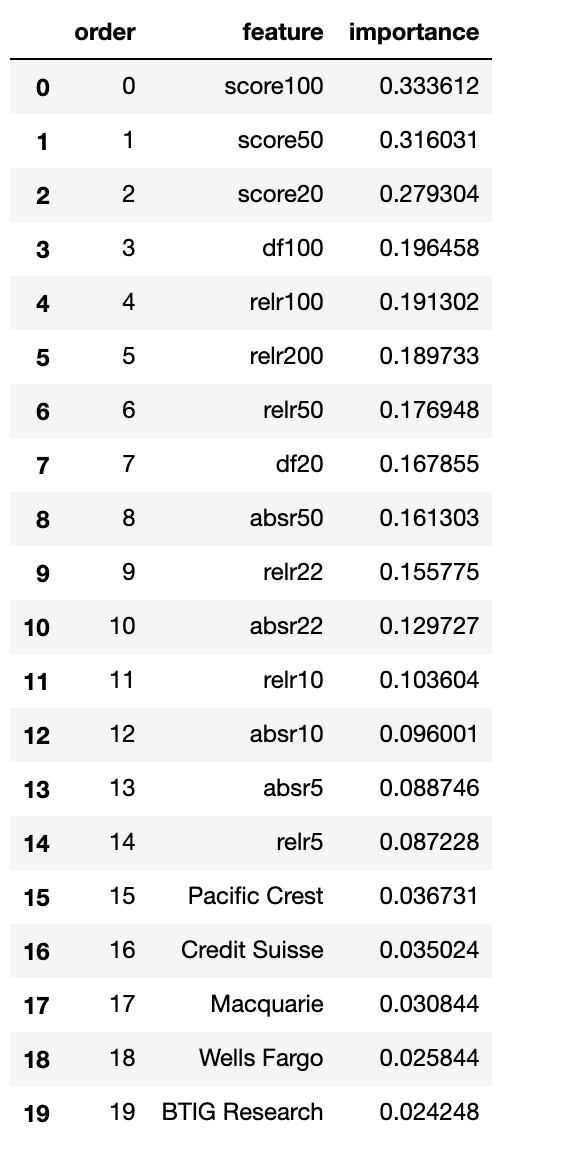 order feature importance
0 0 score100 0.333612
1 1 score50 0.316031
2 2 score20 0.279304
3 3 df100 0.196458
4 4 relr100 0.191302
5 5 relr200 0.189733
6 6 relr50 0.176948
7 7 df20 0.167855
8 8 absr50 0.161303
9 9 relr22 0.155775
10 10 absr22 0.129727
11 11 relr10 0.103604
12 12 absr10 0.096001
13 13 absr5 0.088746
14 14 relr5 0.087228
15 15 Pacific Crest 0.036731
16 16 Credit Suisse 0.035024
17 17 Macquarie 0.030844
18 18 Wells Fargo 0.025844
19 19 BTIG Research 0.024248